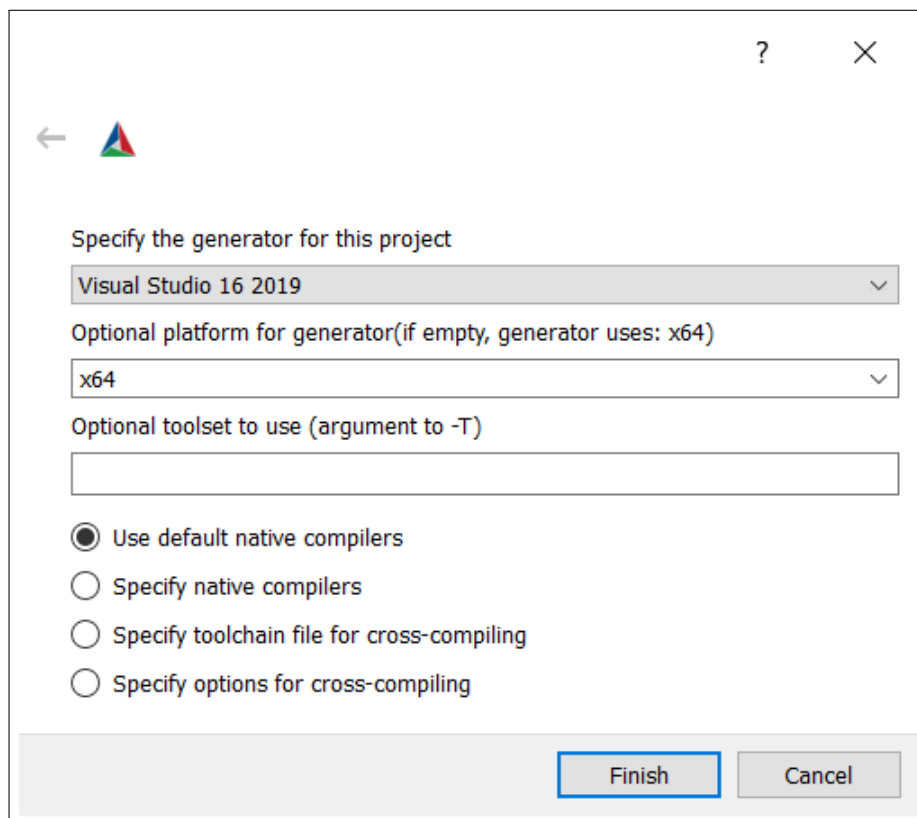 ?
Specify the generator for this project
Visual Studio 16 2019
Optional platform for generator(if empty, generator uses: x64)
x64
Optional toolset to use (argument to -T)
Use default native compilers
Specify native compilers
Specify toolchain file for cross-compiling
Specify options for cross-compiling
Finish Cancel